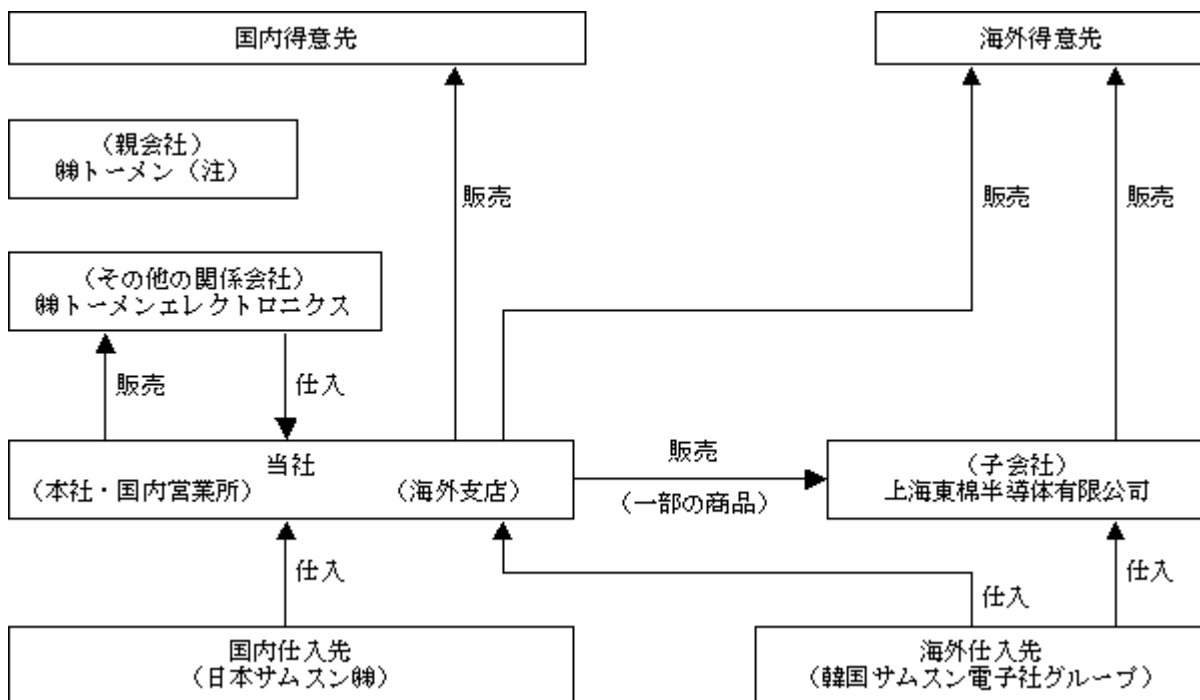 国内得意先
海外得意先
(親会社)
㈱トーメン(注)
販売
販売
販売
(その他の関係会社)
㈱トーメンエレクトロニクス
販売
仕入
当社
(本社・国内営業所)
(海外支店)
販売
(一部の商品)
(子会社)
上海東棉半導体有限公司
仕入
仕入
仕入
国内仕入先
(日本サムスン㈱)
海外仕入先
(韓国サムスン電子社グループ)